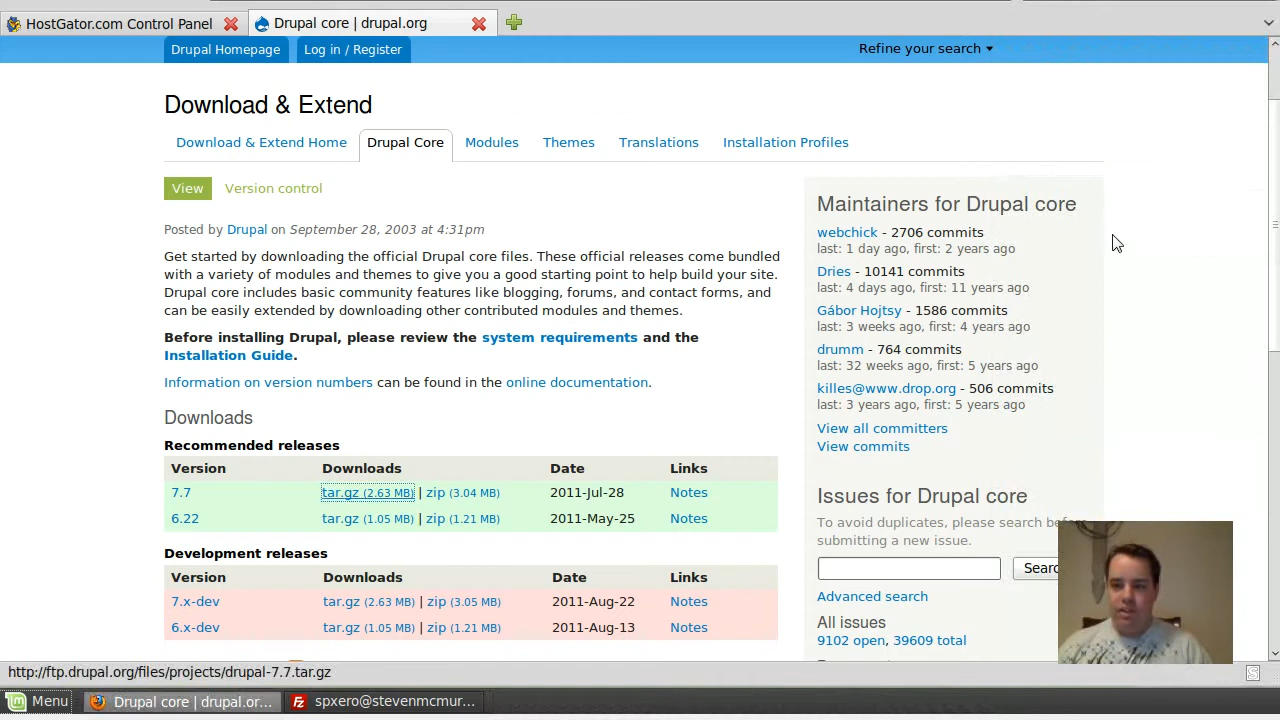 HostGator.com Control Panel
Drupal core | drupal.org
Drupal Homepage
Log in / Register
Refine your search
Download & Extend
Download & Extend Home
Drupal Core
Modules
Themes
Translations
Installation Profiles
View
Version control
Posted by Drupal on September 28, 2003 at 4:31pm
Get started by downloading the official Drupal core files. These official releases come bundled
with a variety of modules and themes to give you a good starting point to help build your site.
Drupal core includes basic community features like blogging, forums, and contact forms, and
can be easily extended by downloading other contributed modules and themes.
Before installing Drupal, please review the system requirements and the
Installation Guide.
Information on version numbers can be found in the online documentation.
Downloads
Recommended releases
Version Downloads Date Links
7.7 tar.gz (2.63 MB) | zip (3.04 MB) 2011-Jul-28 Notes
6.22 tar.gz (1.05 MB) | zip (1.21 MB) 2011-May-25 Notes
Development releases
Version Downloads Date Links
7.x-dev tar.gz (2.63 MB) | zip (3.05 MB) 2011-Aug-22 Notes
6.x-dev tar.gz (1.05 MB) | zip (1.21 MB) 2011-Aug-13 Notes
Maintainers for Drupal core
webchick - 2706 commits
last: 1 day ago, first: 2 years ago
Dries - 10141 commits
last: 4 days ago, first: 11 years ago
Gábor Hojtsy - 1586 commits
last: 3 weeks ago, first: 4 years ago
drumm - 764 commits
last: 32 weeks ago, first: 5 years ago
killes@www.drop.org - 506 commits
last: 3 years ago, first: 5 years ago
View all committers
View commits
Issues for Drupal core
To avoid duplicates, please search before
submitting a new issue.
Searc
Advanced search
All issues
9102 open, 39609 total
http://ftp.drupal.org/files/projects/drupal-7.7.tar.gz
Menu
Drupal core | drupal.or...
spxero@stevenmcmur...